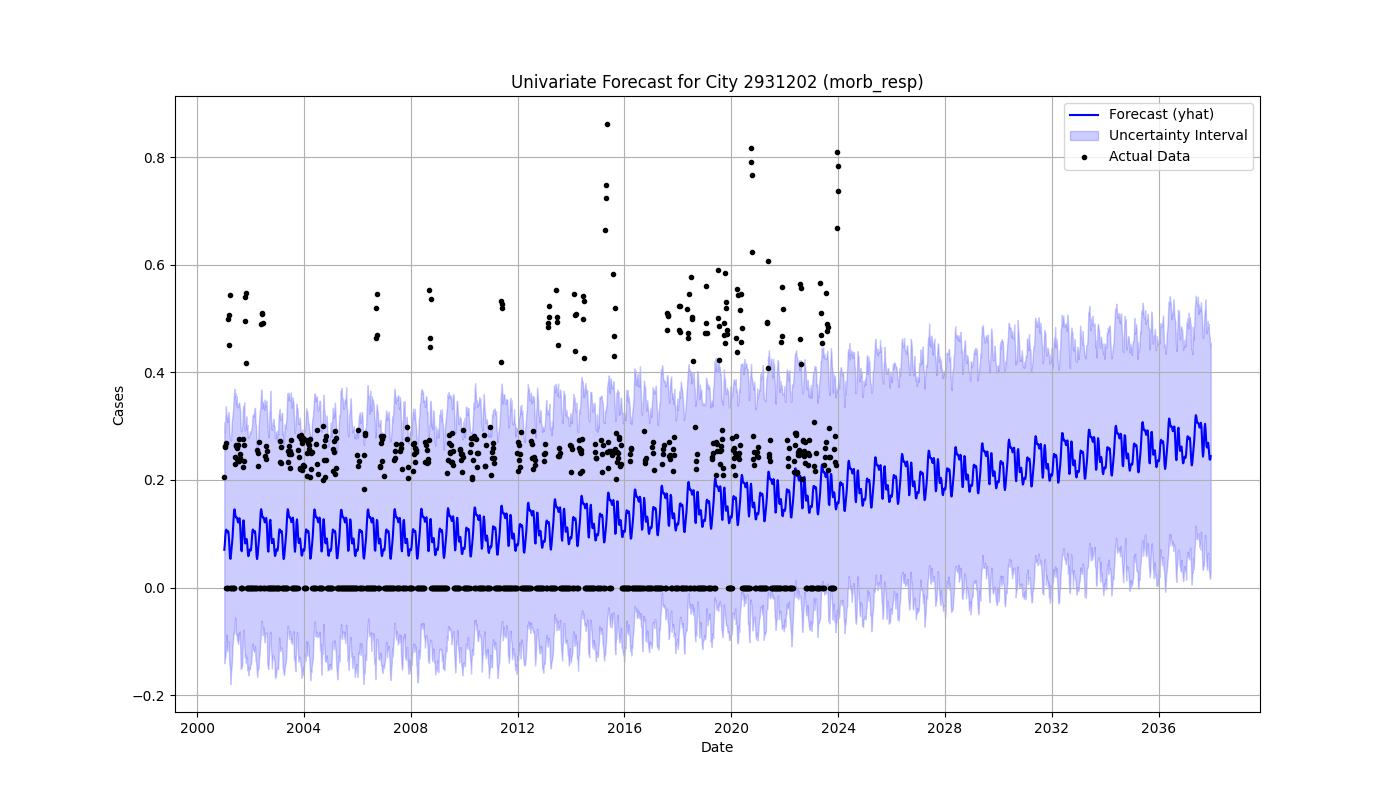 Univariate Forecast for City 2931202 (morb_resp)
Forecast (yhat)
Uncertainty Interval
Actual Data
Cases
0.8
0.6
0.4
0.2
0.0
−0.2
2000 2004 2008 2012 2016 2020 2024 2028 2032 2036
Date